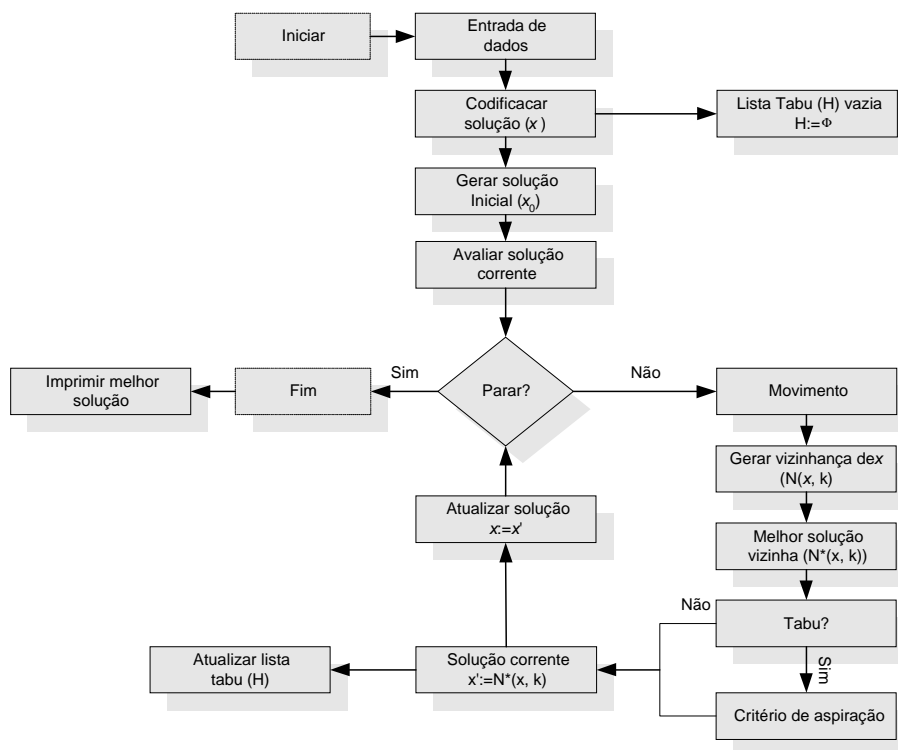 Iniciar
Entrada de
dados
Codificacar
solução (x )
Lista Tabu (H) vazia
H:=Φ
Gerar solução
Inicial (x₀)
Avaliar solução
corrente
Parar?
Sim
Não
Fim
Imprimir melhor
solução
Movimento
Gerar vizinhança dex
(N(x, k)
Melhor solução
vizinha (N*(x, k))
Tabu?
Não
Sim
Critério de aspiração
Solução corrente
x':=N*(x, k)
Atualizar lista
tabu (H)
Atualizar solução
x:=x'